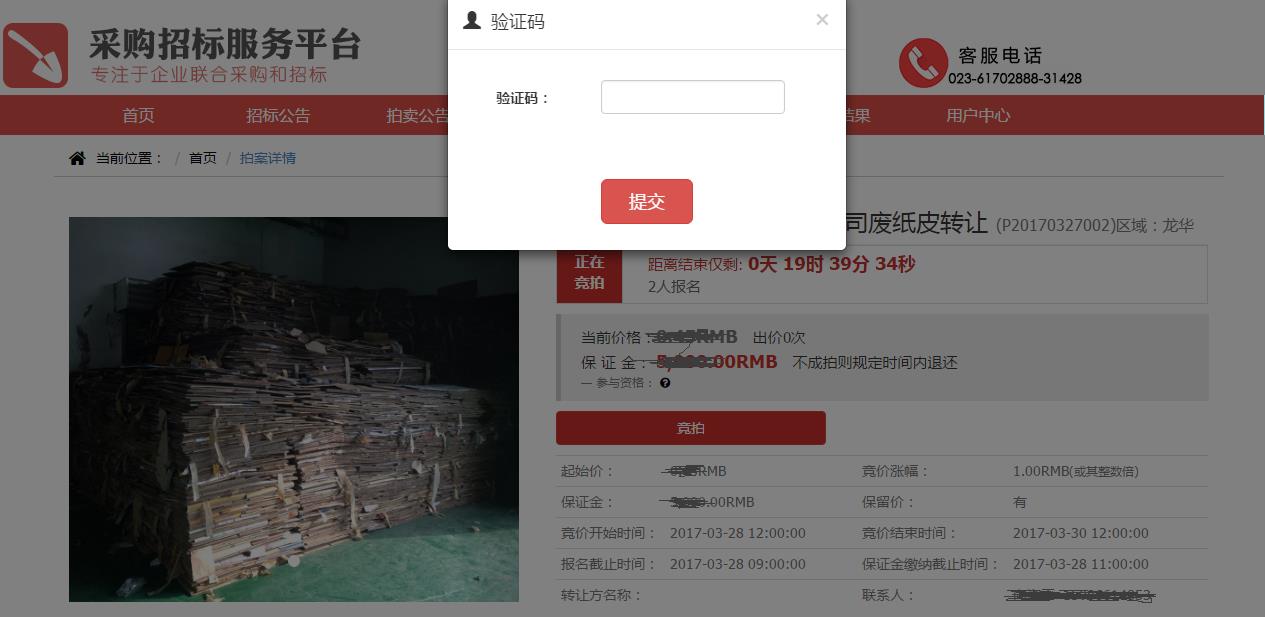 验证码
×
采购招标服务平台
专注于企业联合采购和招标
客服电话
023-61702888-31428
验证码：
提交
首页 招标公告 拍卖公告 结果 用户中心
当前位置： / 首页 / 拍案详情
司废纸皮转让 (P20170327002)区域：龙华
正在
竞拍
距离结束仅剩: 0天 19时 39分 34秒
2人报名
当前价格： RMB 出价0次
保 证 金： .00RMB 不成拍则规定时间内退还
— 参与资格：
竞拍
起始价： RMB 竞价涨幅： 1.00RMB(或其整数倍)
保证金： .00RMB 保留价： 有
竞价开始时间： 2017-03-28 12:00:00 竞价结束时间： 2017-03-30 12:00:00
报名截止时间： 2017-03-28 09:00:00 保证金缴纳截止时间： 2017-03-28 11:00:00
转让方名称： 联系人：